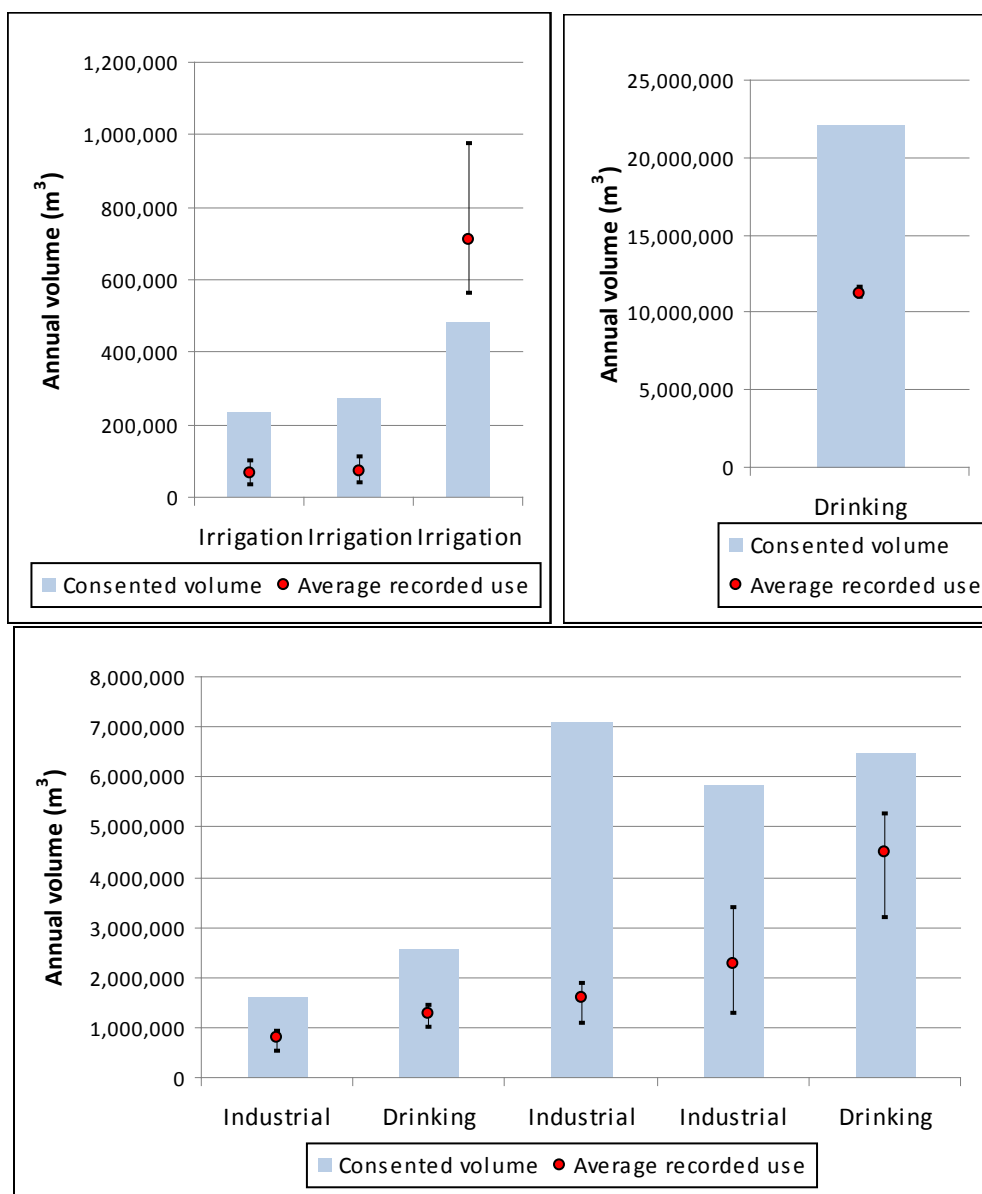 Annual volume (m³)
1,200,000
1,000,000
800,000
600,000
400,000
200,000
0
Irrigation Irrigation Irrigation
Consented volume Average recorded use
Annual volume (m³)
25,000,000
20,000,000
15,000,000
10,000,000
5,000,000
0
Drinking
Consented volume
Average recorded use
Annual volume (m³)
8,000,000
7,000,000
6,000,000
5,000,000
4,000,000
3,000,000
2,000,000
1,000,000
0
Industrial Drinking Industrial Industrial Drinking
Consented volume Average recorded use